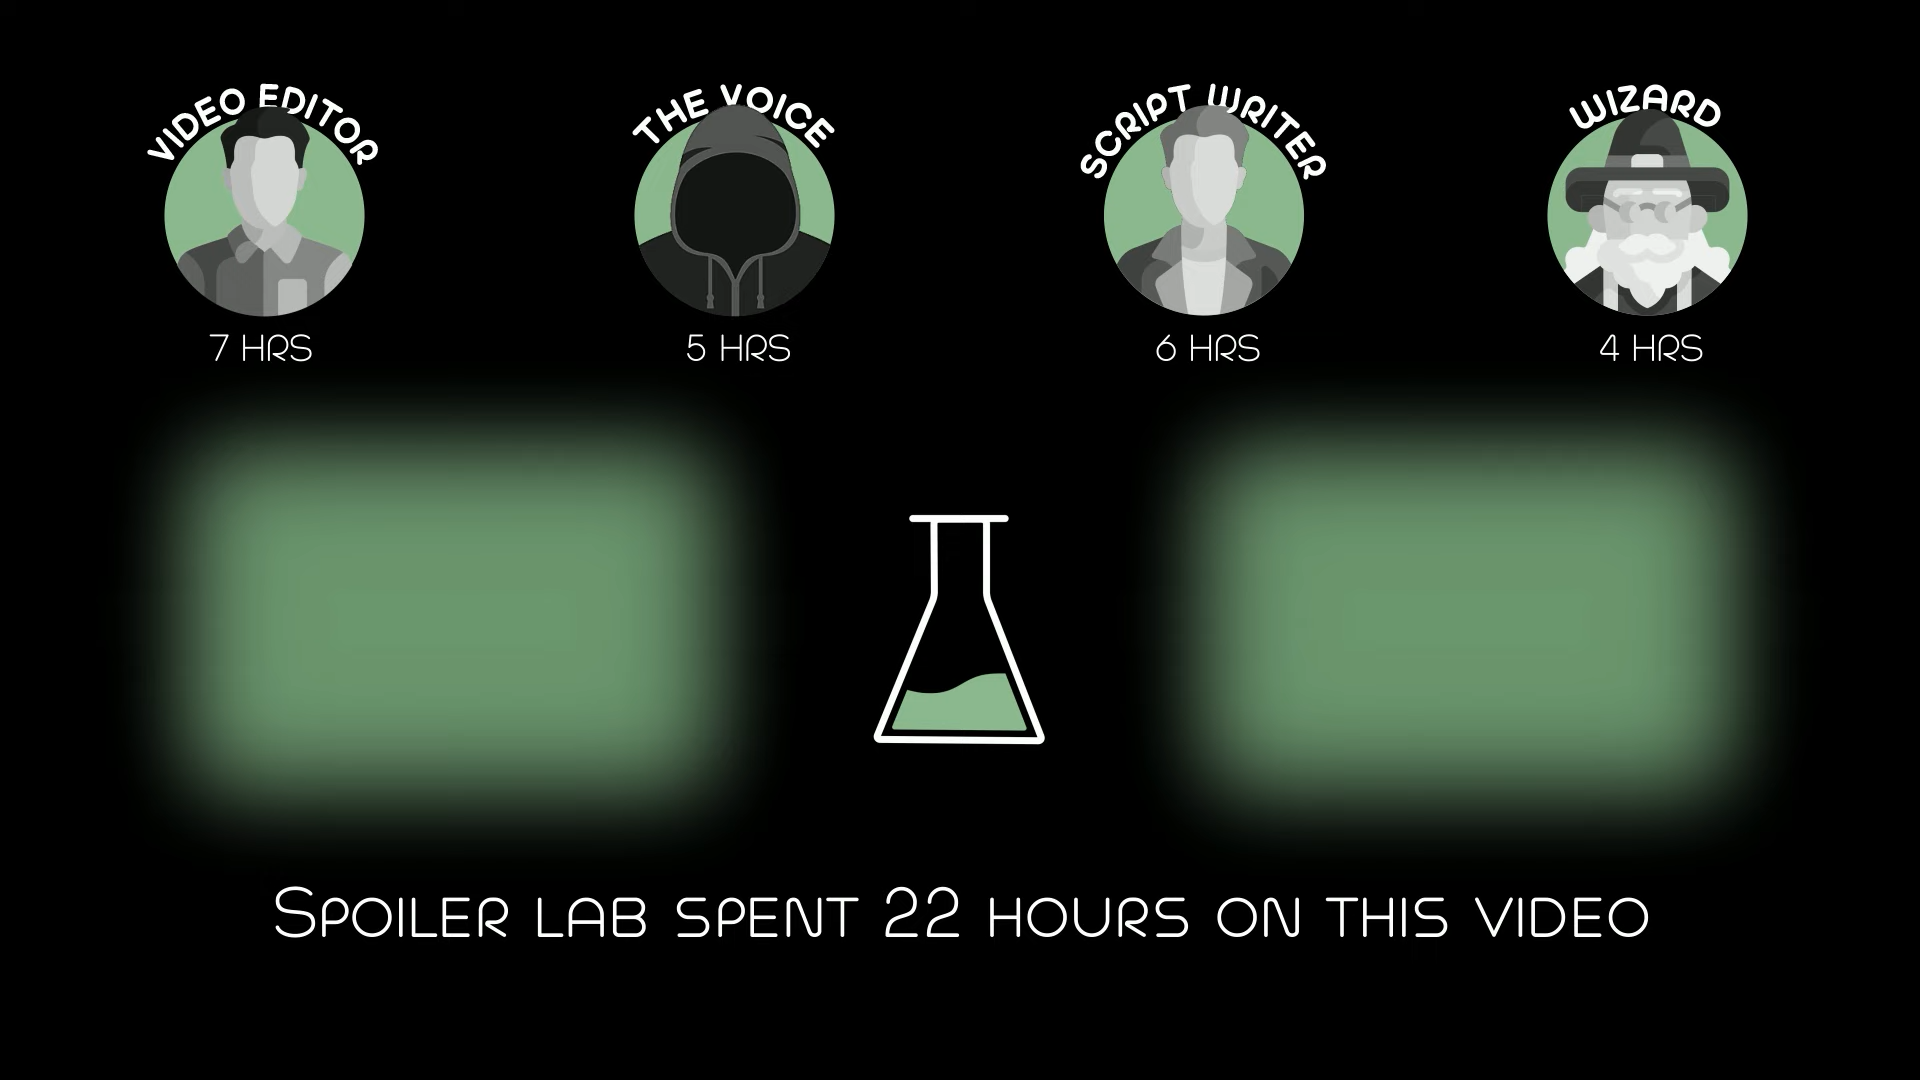 VIDEO EDITOR
THE VOICE
SCRIPT WRITER
WIZARD
7 HRS
5 HRS
6 HRS
4 HRS
SPOILER LAB SPENT 22 HOURS ON THIS VIDEO